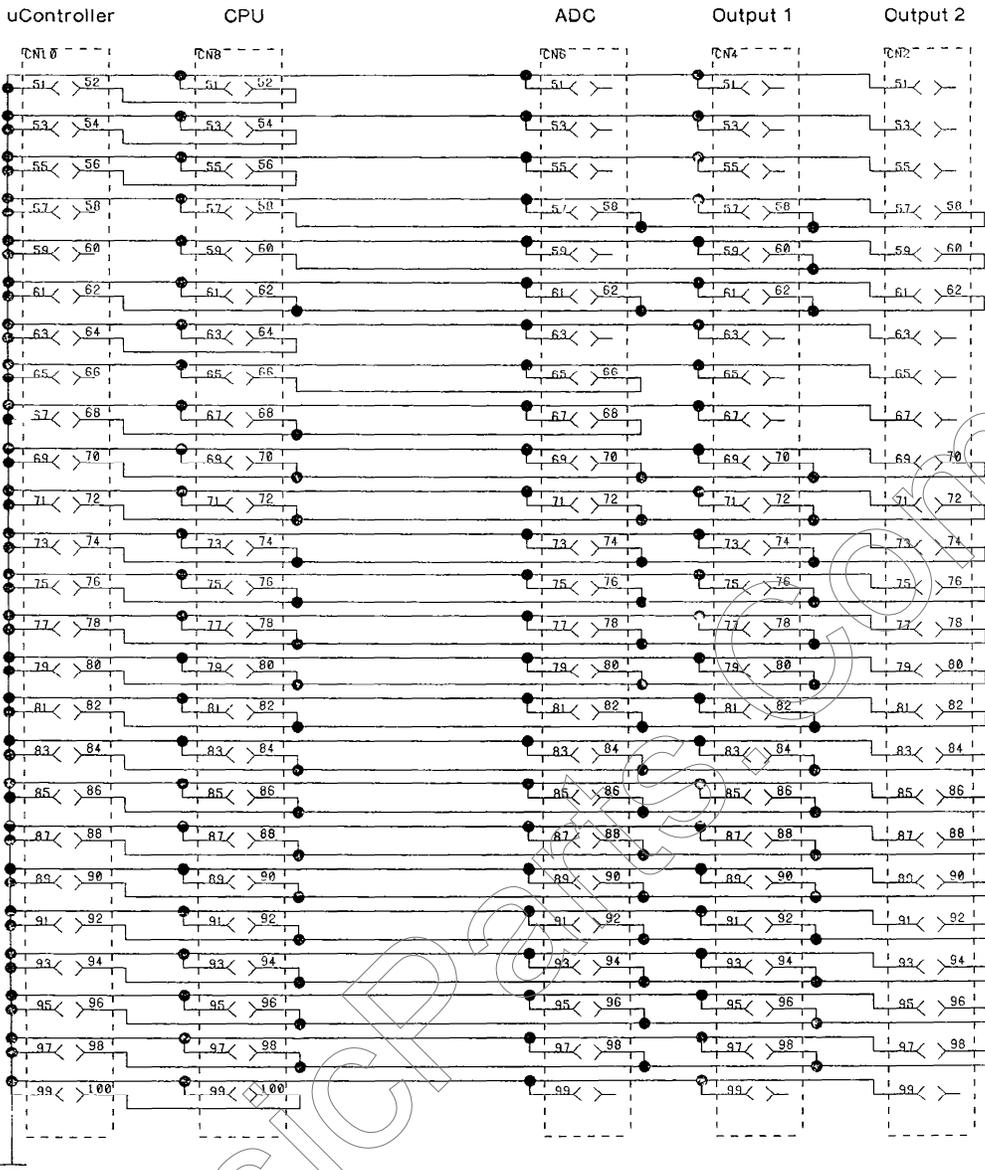 uController CPU ADC Output 1 Output 2
CN10 CN8 CN6 CN4 CN2
51 52 51 52 51 51 51
53 54 53 54 53 53 53
55 56 55 56 55 55 55
57 58 57 58 57 58 57 58 57 58
59 60 59 60 59 59 60 59 60
61 62 61 62 61 62 61 62 61 62
63 64 63 64 63 63 63
65 66 65 66 65 66 65 65
67 68 67 68 67 68 67 67
69 70 69 70 69 70 69 70 69 70
71 72 71 72 71 72 71 72 71 72
73 74 73 74 73 74 73 74 73 74
75 76 75 76 75 76 75 76 75 76
77 78 77 78 77 78 77 78 77 78
79 80 79 80 79 80 79 80 79 80
81 82 81 82 81 82 81 82 81 82
83 84 83 84 83 84 83 84 83 84
85 86 85 86 85 86 85 86 85 86
87 88 87 88 87 88 87 88 87 88
89 90 89 90 89 90 89 90 89 90
91 92 91 92 91 92 91 92 91 92
93 94 93 94 93 94 93 94 93 94
95 96 95 96 95 96 95 96 95 96
97 98 97 98 97 98 97 98 97 98
99 100 99 100 99 99 99
sicParts.Com